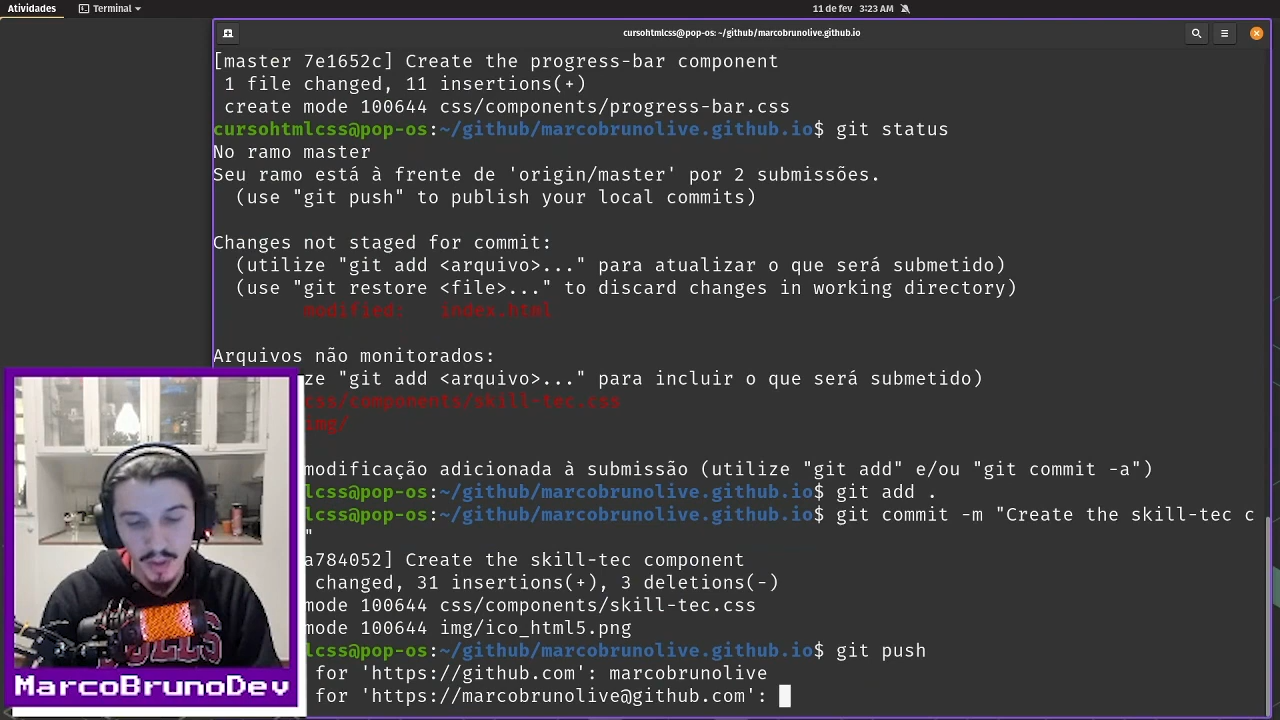 Atividades
Terminal
11 de fev 3:23 AM
cursohtmlcss@pop-os: ~/github/marcobrunolive.github.io
[master 7e1652c] Create the progress-bar component
1 file changed, 11 insertions(+)
create mode 100644 css/components/progress-bar.css
cursohtmlcss@pop-os:~/github/marcobrunolive.github.io$ git status
No ramo master
Seu ramo está à frente de 'origin/master' por 2 submissões.
(use "git push" to publish your local commits)
Changes not staged for commit:
(utilize "git add <arquivo>..." para atualizar o que será submetido)
(use "git restore <file>..." to discard changes in working directory)
modified: index.html
Arquivos não monitorados:
ze "git add <arquivo>..." para incluir o que será submetido)
css/components/skill-tec.css
img/
modificação adicionada à submissão (utilize "git add" e/ou "git commit -a")
lcss@pop-os:~/github/marcobrunolive.github.io$ git add .
lcss@pop-os:~/github/marcobrunolive.github.io$ git commit -m "Create the skill-tec c
"
a784052] Create the skill-tec component
changed, 31 insertions(+), 3 deletions(-)
mode 100644 css/components/skill-tec.css
mode 100644 img/ico_html5.png
lcss@pop-os:~/github/marcobrunolive.github.io$ git push
for 'https://github.com': marcobrunolive
for 'https://marcobrunolive@github.com':
MarcoBrunoDev